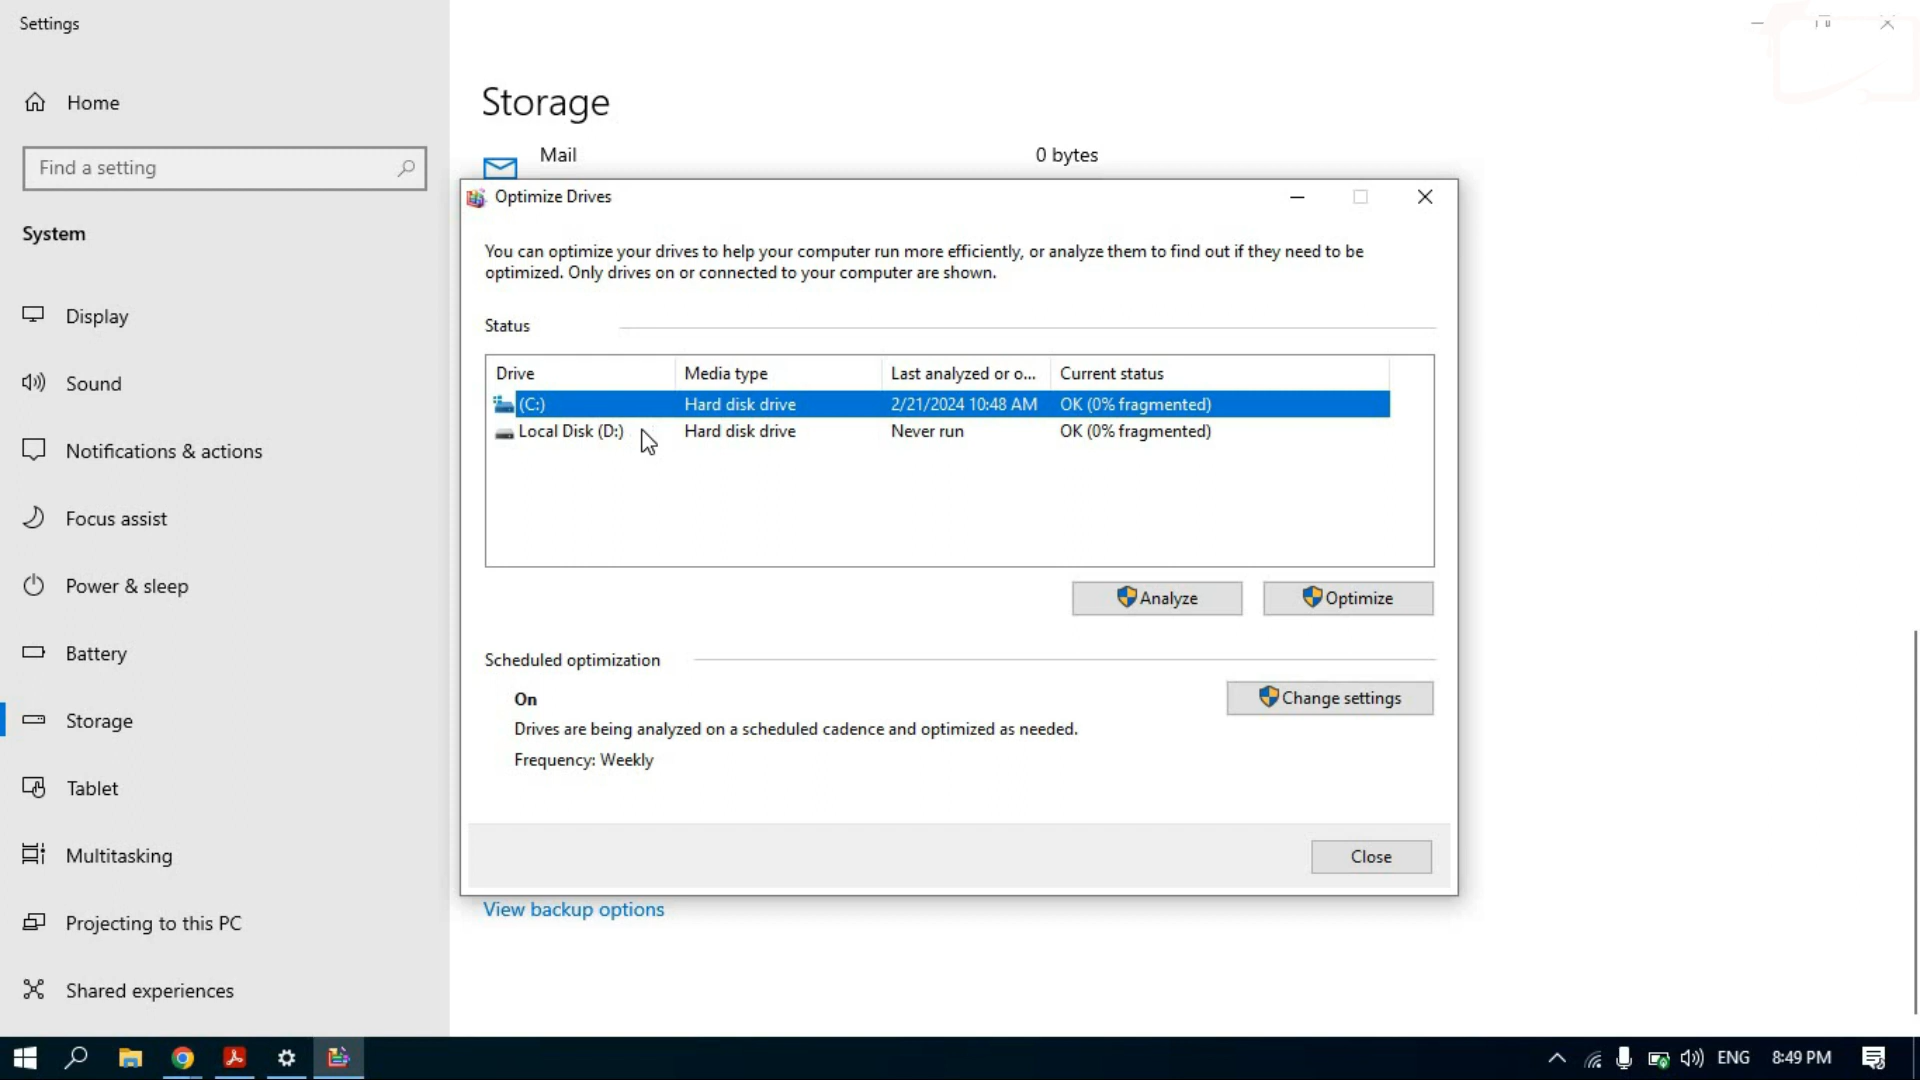 Settings
Home
Find a setting
System
Display
Sound
Notifications & actions
Focus assist
Power & sleep
Battery
Storage
Tablet
Multitasking
Projecting to this PC
Shared experiences
Storage
Mail 0 bytes
Optimize Drives
You can optimize your drives to help your computer run more efficiently, or analyze them to find out if they need to be
optimized. Only drives on or connected to your computer are shown.
Status
Drive Media type Last analyzed or o... Current status
(C:) Hard disk drive 2/21/2024 10:48 AM OK (0% fragmented)
Local Disk (D:) Hard disk drive Never run OK (0% fragmented)
Analyze Optimize
Scheduled optimization
On
Change settings
Drives are being analyzed on a scheduled cadence and optimized as needed.
Frequency: Weekly
Close
View backup options
ENG 8:49 PM